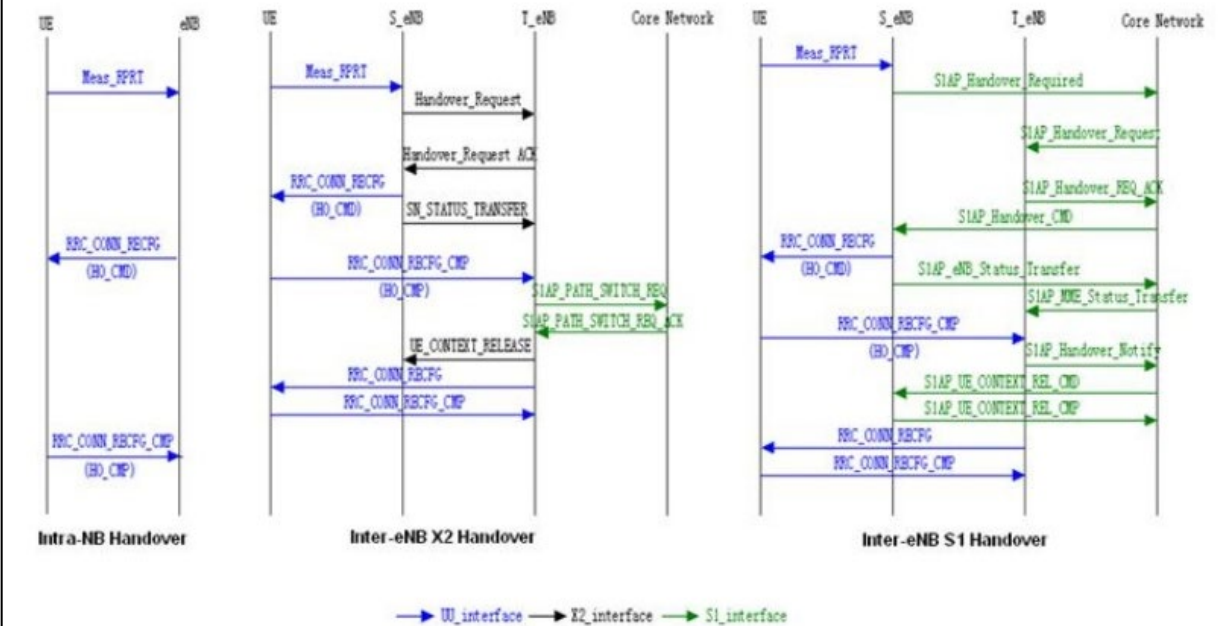 UE
eNB
Meas_RPRT
RRC_CONN_RECFG
(HO_CMD)
RRC_CONN_RECFG_CMP
(HO_CMP)
Intra-NB Handover
UE
S_eNB
T_eNB
Core Network
Meas_RPRT
Handover_Request
Handover_Request ACK
RRC_CONN_RECFG
(HO_CMD)
SN_STATUS_TRANSFER
RRC_CONN_RECFG_CMP
(HO_CMP)
S1AP_PATH_SWITCH_REQ
S1AP_PATH_SWITCH_REQ_ACK
UE_CONTEXT_RELEASE
RRC_CONN_RECFG
RRC_CONN_RECFG_CMP
Inter-eNB X2 Handover
UE
S_eNB
T_eNB
Core Network
Meas_RPRT
S1AP_Handover_Required
S1AP_Handover_Request
S1AP_Handover_REQ_ACK
S1AP_Handover_CMD
RRC_CONN_RECFG
(HO_CMD)
S1AP_eNB_Status_Transfer
S1AP_MME_Status_Transfer
RRC_CONN_RECFG_CMP
(HO_CMP)
S1AP_Handover_Notify
S1AP_UE_CONTEXT_REL_CMD
S1AP_UE_CONTEXT_REL_CMP
RRC_CONN_RECFG
RRC_CONN_RECFG_CMP
Inter-eNB S1 Handover
UU_interface X2_interface S1_interface